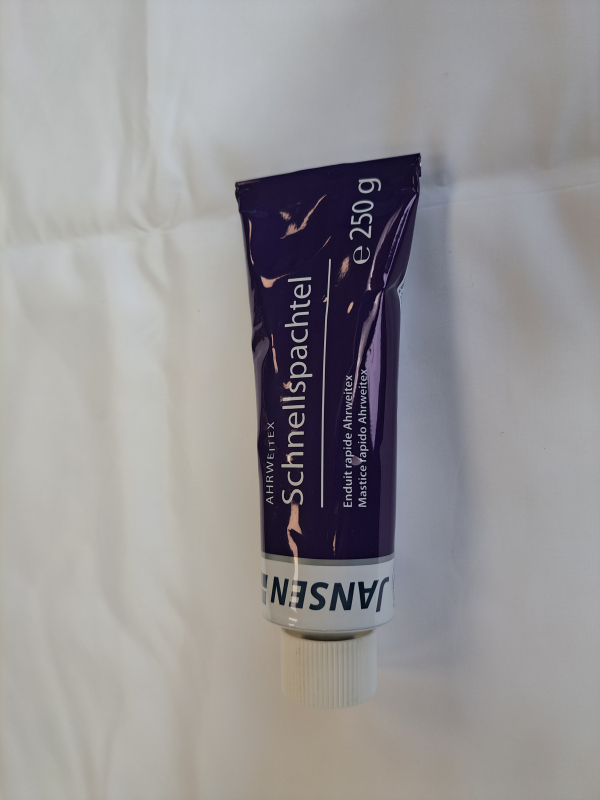 AHRWEITEX
Schnellspachtel
Enduit rapide Ahrweitex
Mastice rapido Ahrweitex
e 250 g
JANSEN